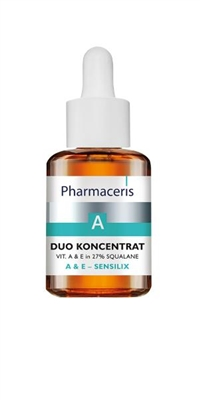 Pharmaceris
A
DUO KONCENTRAT
VIT. A & E in 27% SQUALANE
A & E – SENSILIX